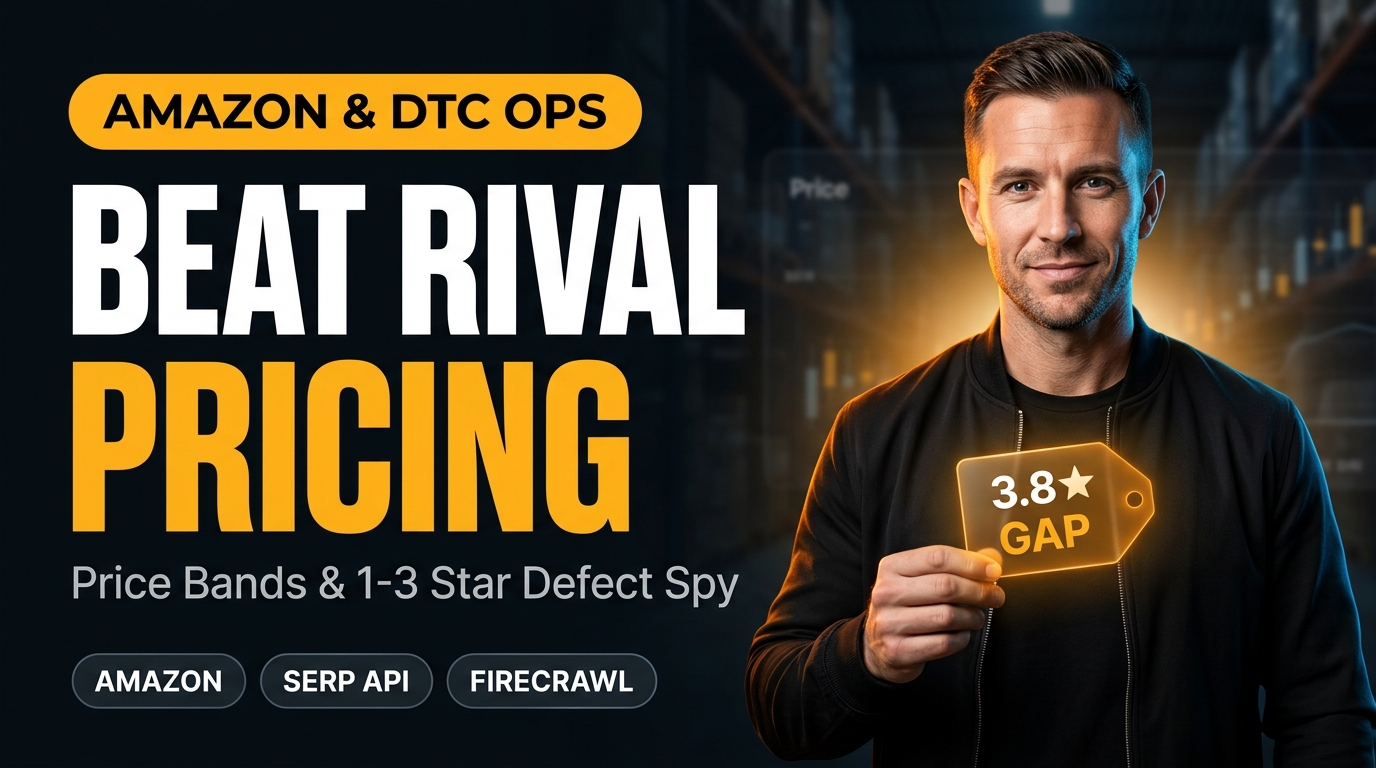 AMAZON & DTC OPS
BEAT RIVAL
PRICING
Price Bands & 1-3 Star Defect Spy
AMAZON
SERP API
FIRECRAWL
Price
3.8★
GAP